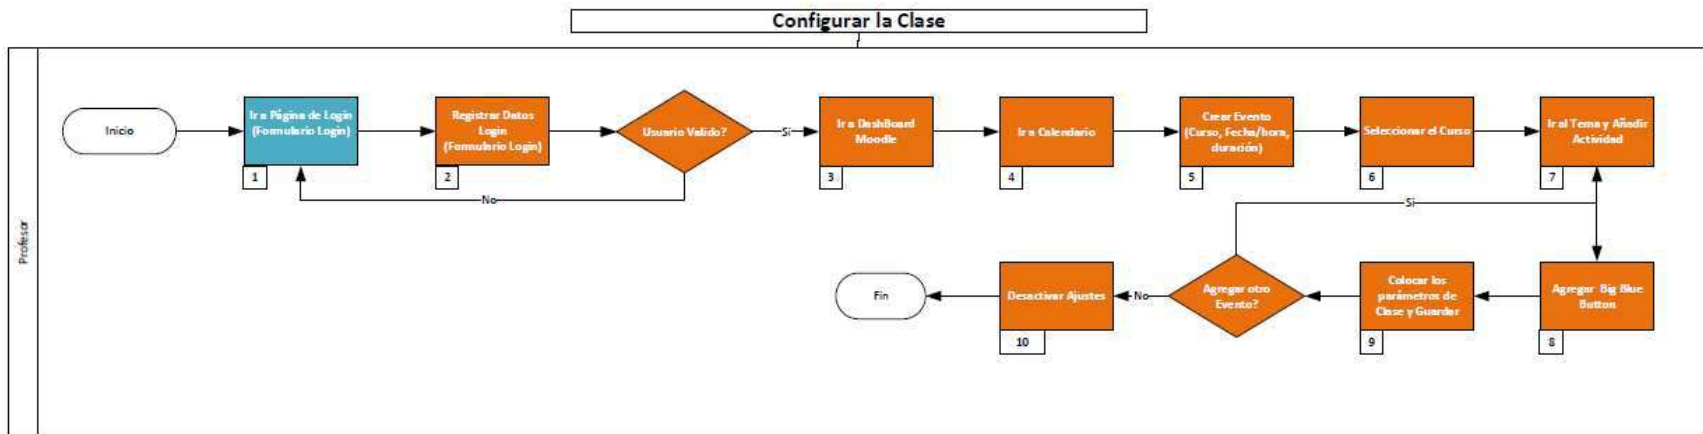 Configurar la Clase
Profesor
Inicio
Ir a Página de Login
(Formulario Login)
1
Registrar Datos
Login
(Formulario Login)
2
Usuario Valido?
Si
No
Ir a DashBoard
Moodle
3
Ir a Calendario
4
Crear Evento
(Curso, Fecha/hora,
duración)
5
Seleccionar el Curso
6
Ir al Tema y Añadir
Actividad
7
Si
Agregar Big Blue
Button
8
Colocar los
parámetros de
Clase y Guardar
9
Agregar otro
Evento?
No
Desactivar Ajustes
10
Fin